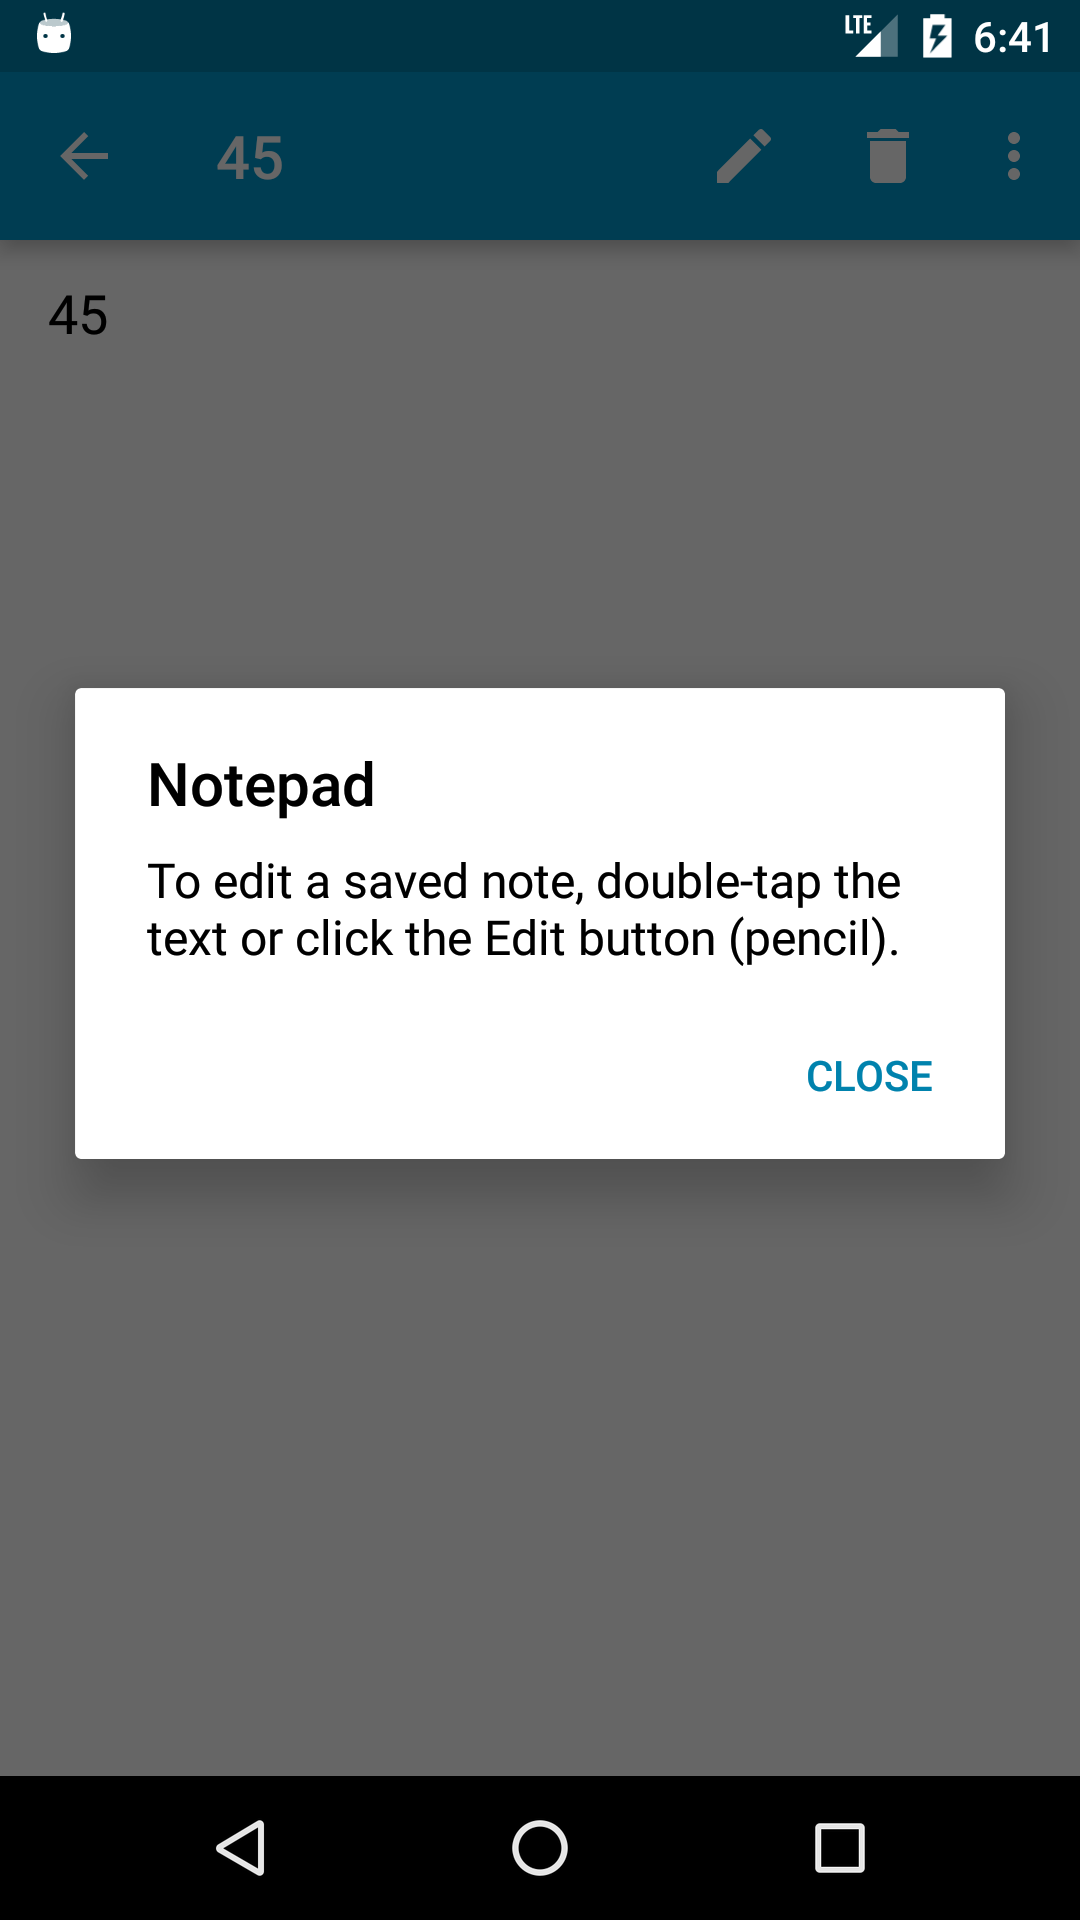 LTE 6:41
45
45
Notepad
To edit a saved note, double-tap the
text or click the Edit button (pencil).
CLOSE